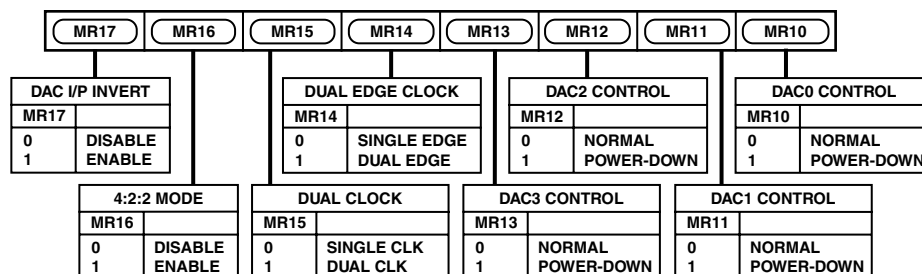 MR17 MR16 MR15 MR14 MR13 MR12 MR11 MR10
DAC I/P INVERT
MR17
0 DISABLE
1 ENABLE
DUAL EDGE CLOCK
MR14
0 SINGLE EDGE
1 DUAL EDGE
DAC2 CONTROL
MR12
0 NORMAL
1 POWER-DOWN
DAC0 CONTROL
MR10
0 NORMAL
1 POWER-DOWN
4:2:2 MODE
MR16
0 DISABLE
1 ENABLE
DUAL CLOCK
MR15
0 SINGLE CLK
1 DUAL CLK
DAC3 CONTROL
MR13
0 NORMAL
1 POWER-DOWN
DAC1 CONTROL
MR11
0 NORMAL
1 POWER-DOWN